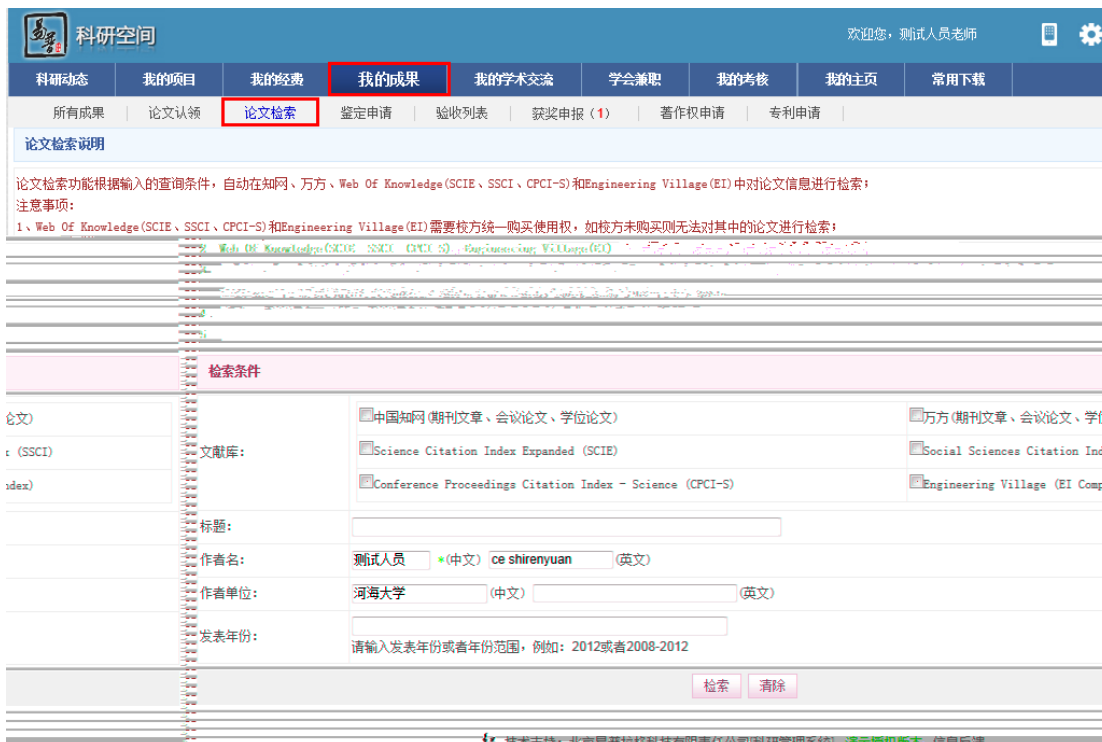 易普 科研空间
欢迎您，测试人员老师
科研动态 我的项目 我的经费 我的成果 我的学术交流 学会兼职 我的考核 我的主页 常用下载
所有成果 论文认领 论文检索 鉴定申请 验收列表 获奖申报（1） 著作权申请 专利申请
论文检索说明
论文检索功能根据输入的查询条件，自动在知网、万方、Web Of Knowledge(SCIE、SSCI、CPCI-S)和Engineering Village(EI)中对论文信息进行检索；
注意事项：
1、Web Of Knowledge(SCIE、SSCI、CPCI-S)和Engineering Village(EI)需要校方统一购买使用权，如校方未购买则无法对其中的论文进行检索；
Web Of Knowledge(SCIE SSCI CPCI-S) Engineering Village(EI)
检索条件
论文) 文献库： 中国知网(期刊文章、会议论文、学位论文) 万方(期刊文章、会议论文、学位
(SSCI) Science Citation Index Expanded (SCIE) Social Sciences Citation Ind
ndex) Conference Proceedings Citation Index - Science (CPCI-S) Engineering Village (EI Comp
标题：
作者名： 测试人员 *(中文) ce shirenyuan (英文)
作者单位： 河海大学 (中文) (英文)
发表年份：
请输入发表年份或者年份范围，例如：2012或者2008-2012
检索 清除